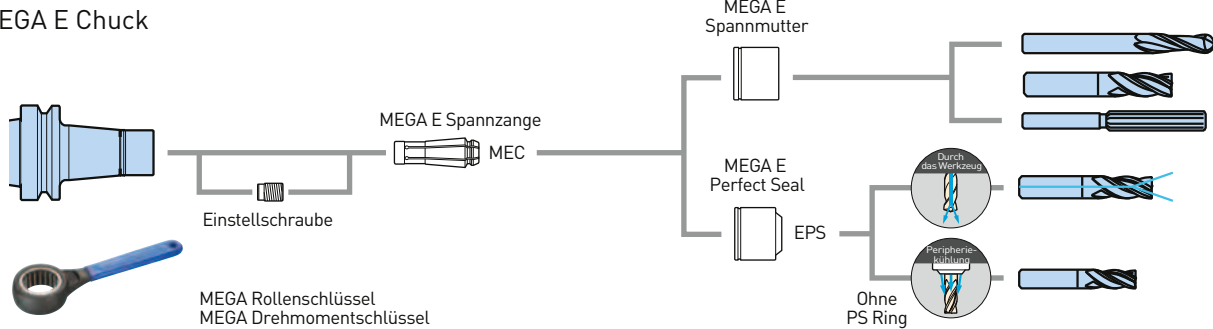 EGA E Chuck
MEGA E
Spannmutter
MEGA E Spannzange
MEC
Einstellschraube
MEGA E
Perfect Seal
EPS
Durch
das Werkzeug
Peripherie-
kühlung
Ohne
PS Ring
MEGA Rollenschlüssel
MEGA Drehmomentschlüssel